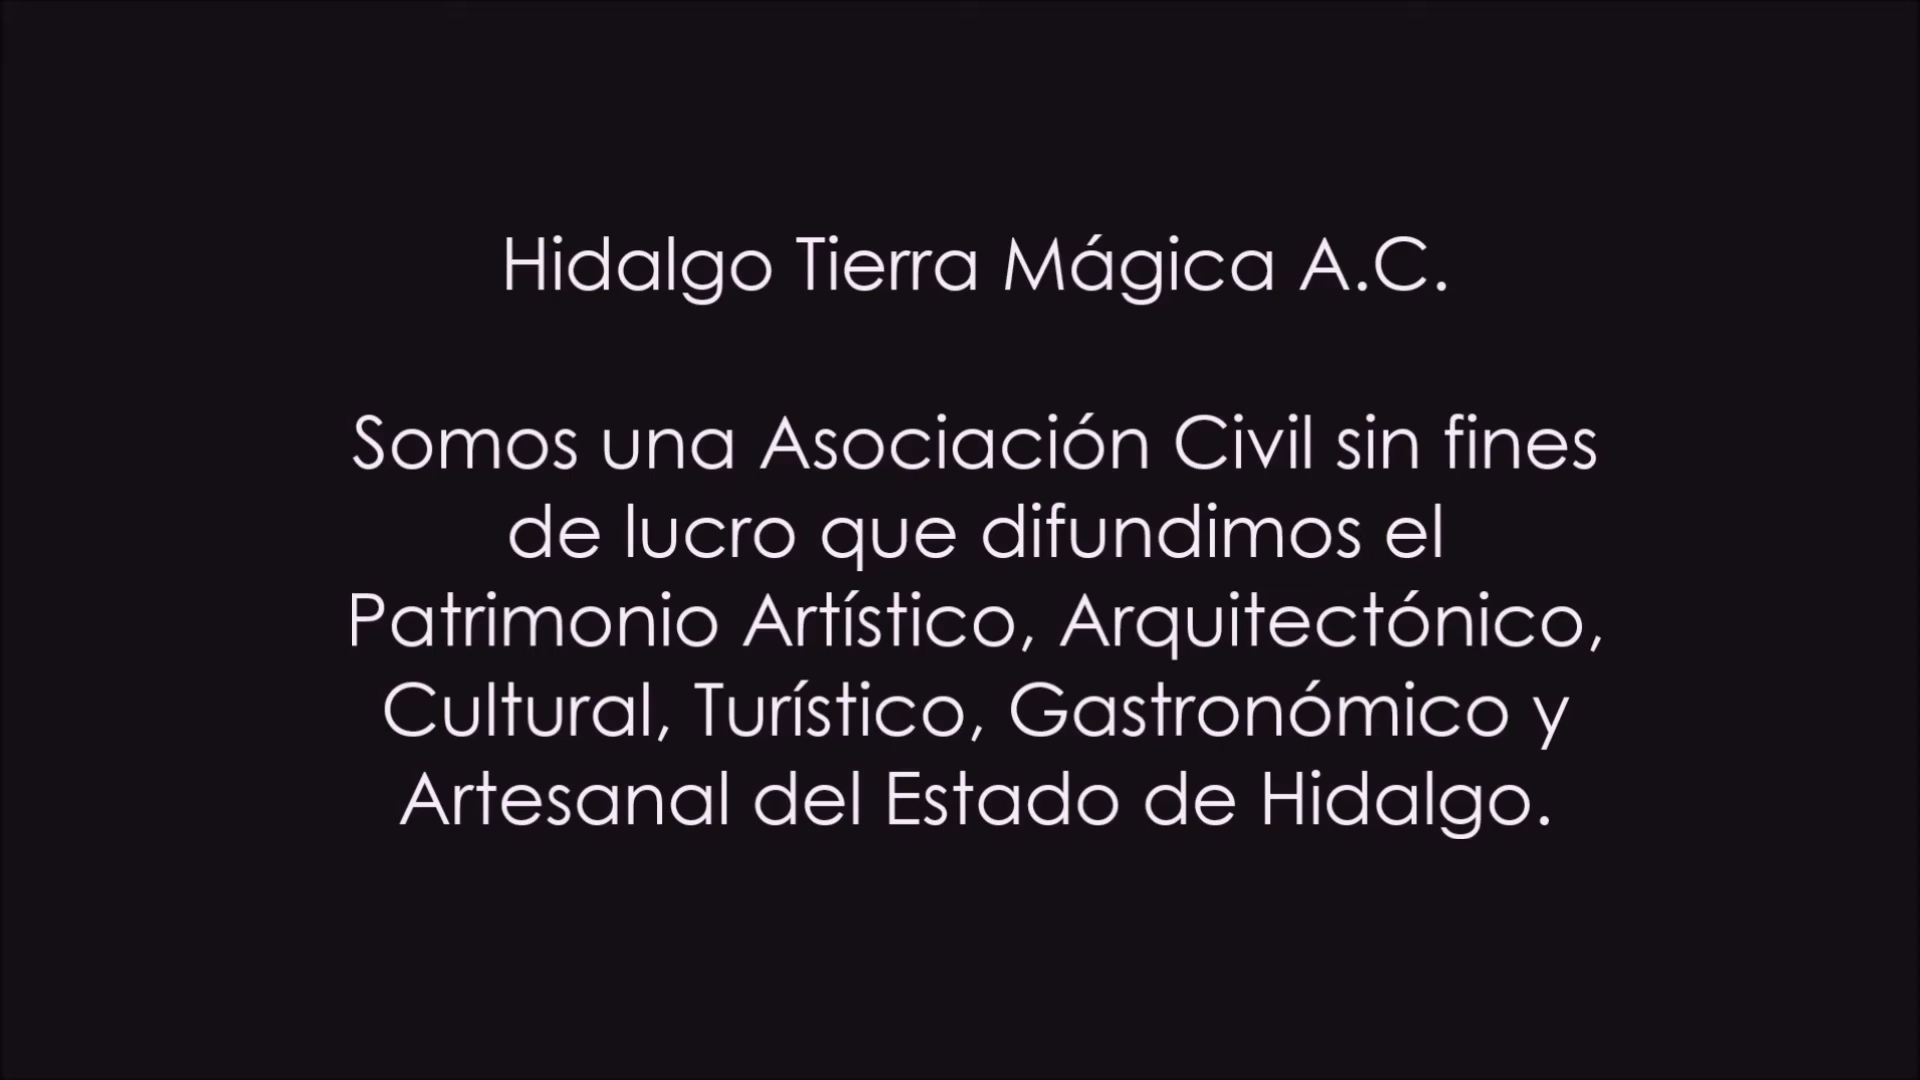 Hidalgo Tierra Mágica A.C.
Somos una Asociación Civil sin fines
de lucro que difundimos el
Patrimonio Artístico, Arquitectónico,
Cultural, Turístico, Gastronómico y
Artesanal del Estado de Hidalgo.